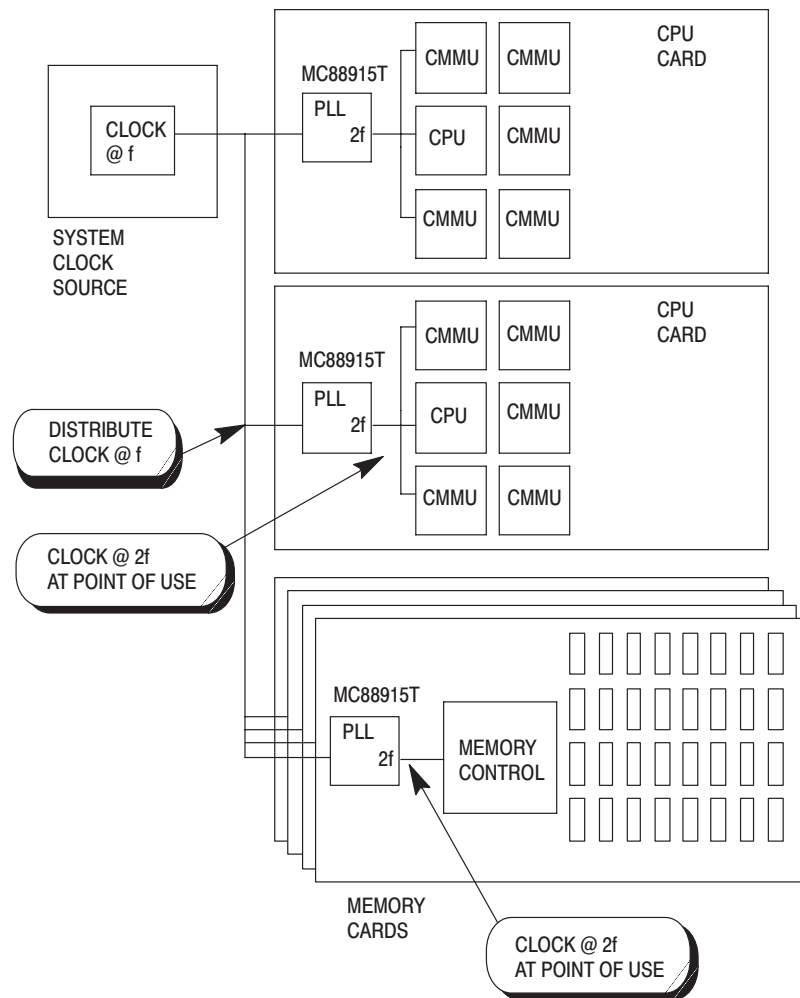 CLOCK
@ f
SYSTEM
CLOCK
SOURCE
MC88915T
PLL
2f
CMMU
CMMU
CPU
CMMU
CMMU
CMMU
CPU
CARD
MC88915T
PLL
2f
CMMU
CMMU
CPU
CMMU
CMMU
CMMU
CPU
CARD
DISTRIBUTE
CLOCK @ f
CLOCK @ 2f
AT POINT OF USE
MC88915T
PLL
2f
MEMORY
CONTROL
MEMORY
CARDS
CLOCK @ 2f
AT POINT OF USE